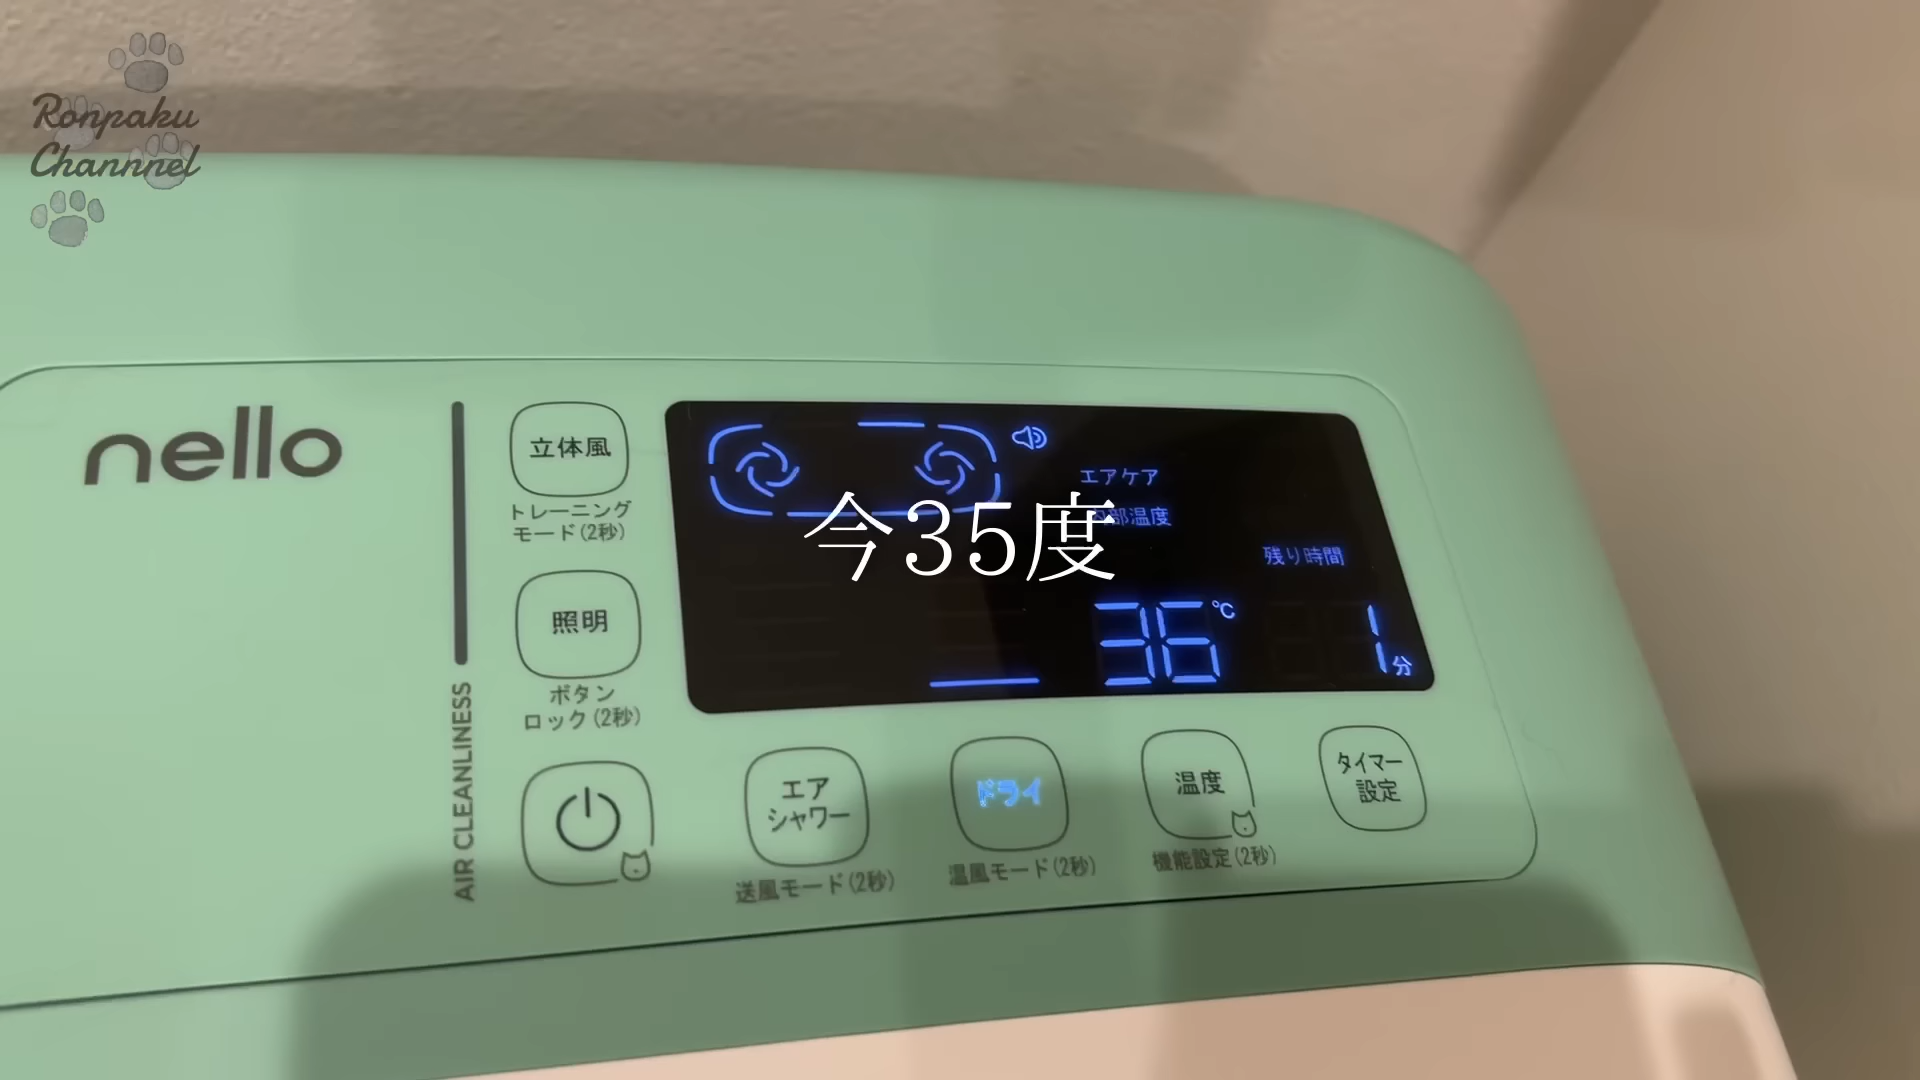 Ronpaku
Channnel
nello
AIR CLEANLINESS
立体風
トレーニング
モード(2秒)
照明
ボタン
ロック(2秒)
エアケア
内部温度
残り時間
36℃
1分
今35度
エア
シャワー
送風モード(2秒)
ドライ
温風モード(2秒)
温度
機能設定(2秒)
タイマー
設定